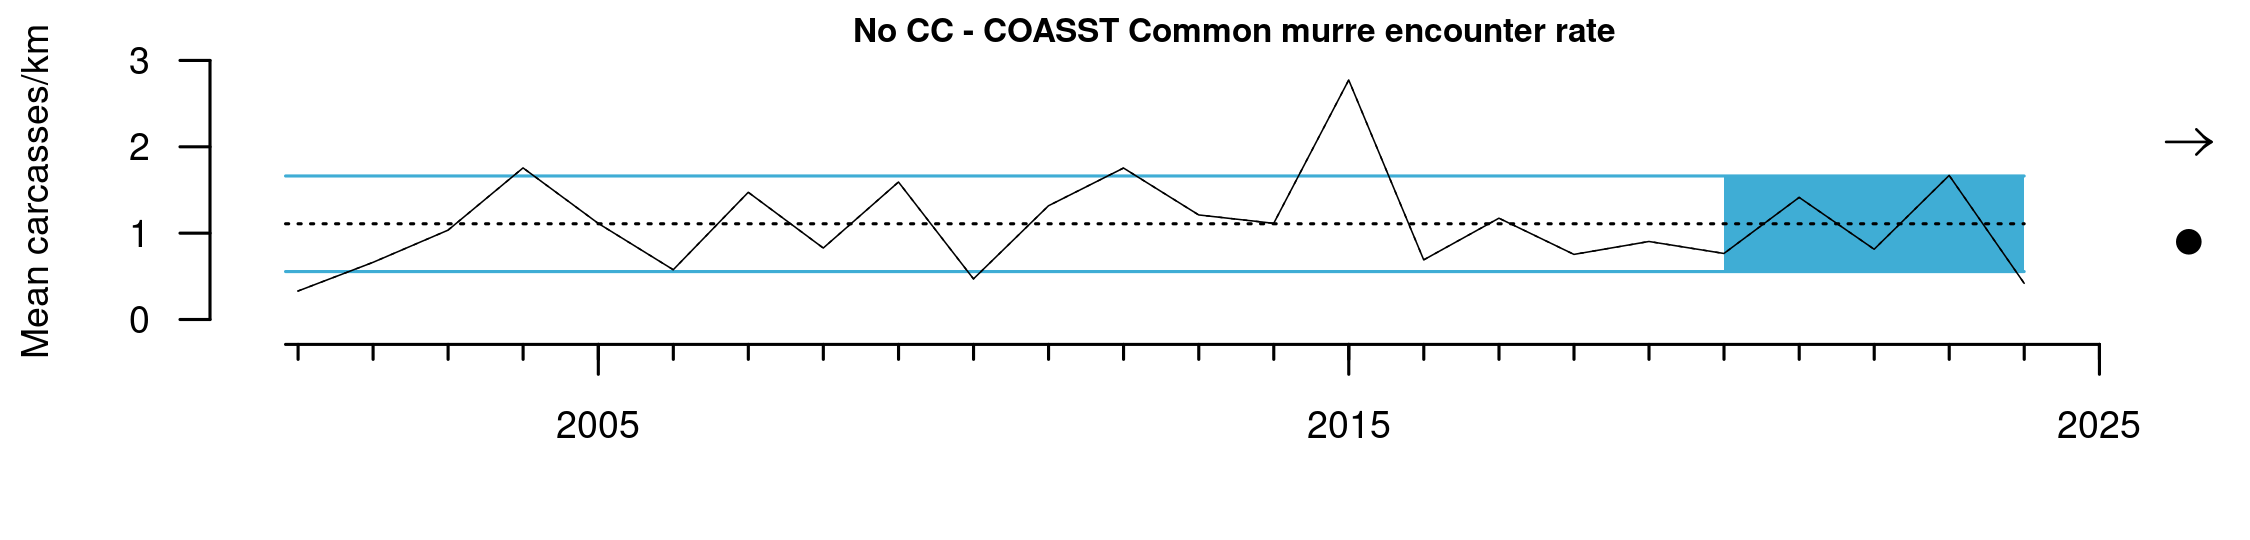 No CC - COASST Common murre encounter rate
Mean carcasses/km
3
2
1
0
2005 2015 2025